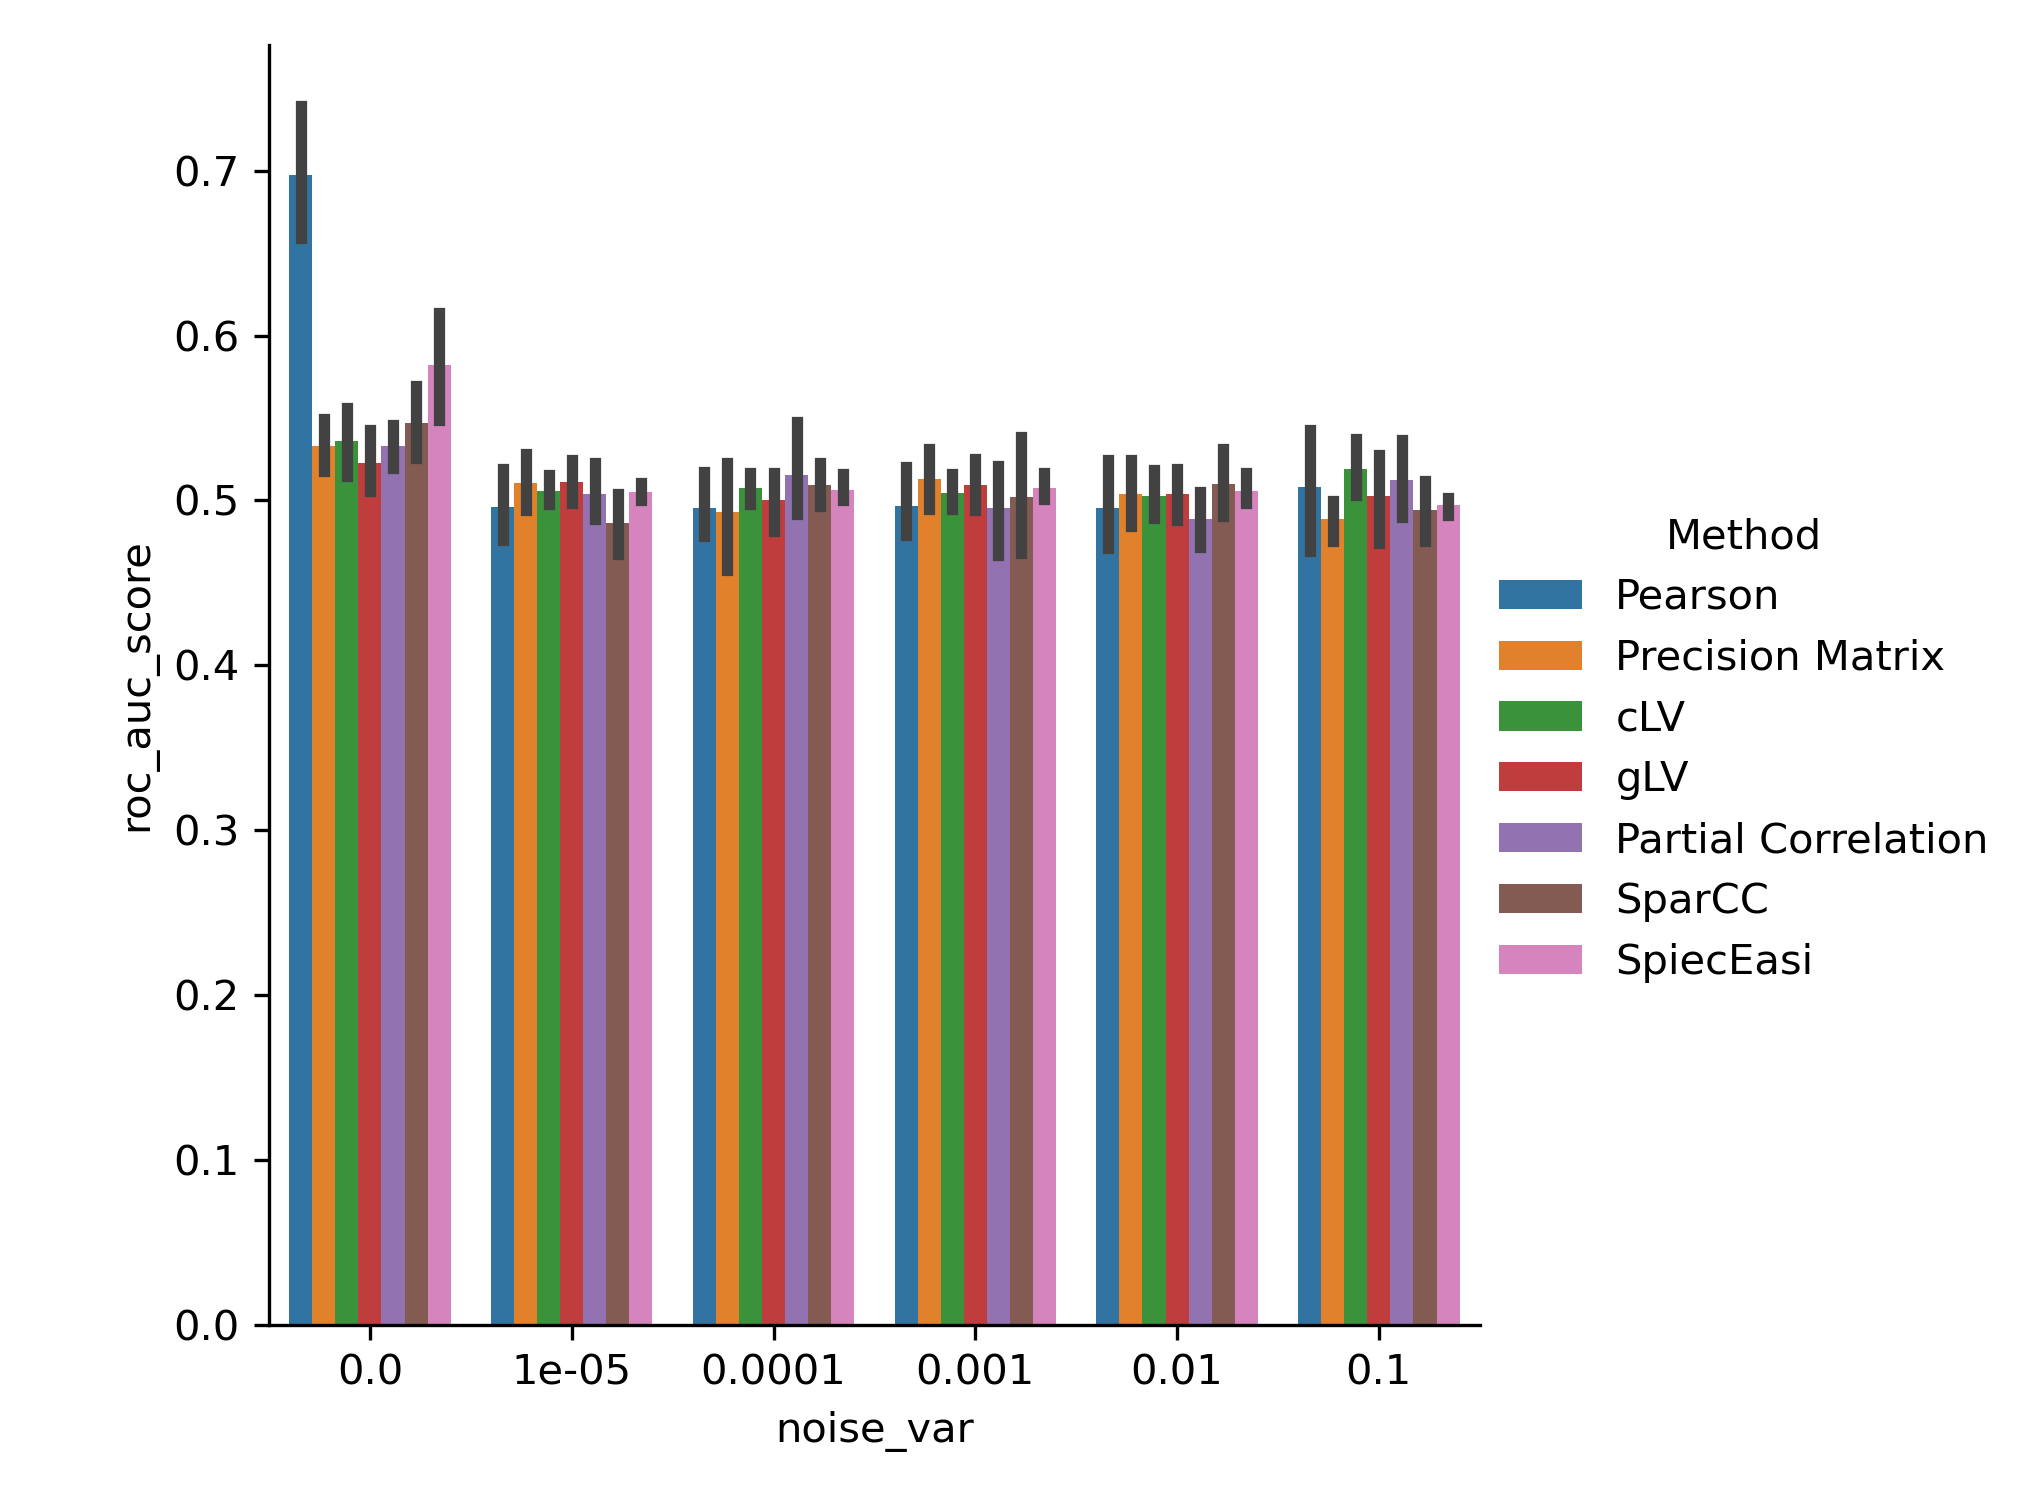 roc_auc_score
0.7
0.6
0.5
0.4
0.3
0.2
0.1
0.0
0.0 1e-05 0.0001 0.001 0.01 0.1
noise_var
Method
Pearson
Precision Matrix
cLV
gLV
Partial Correlation
SparCC
SpiecEasi